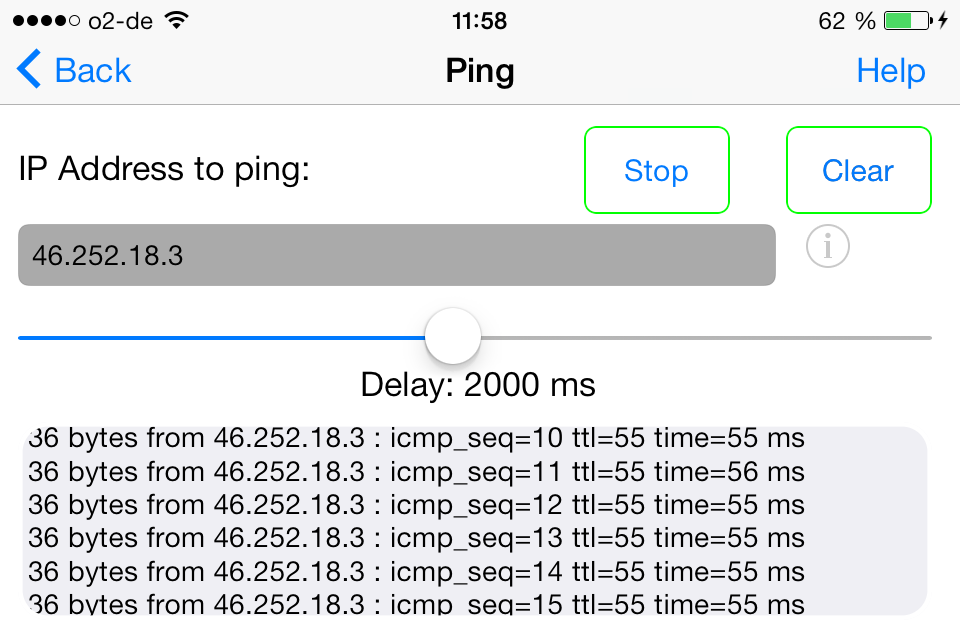 o2-de 11:58 62 %
Back Ping Help
IP Address to ping: Stop Clear
46.252.18.3 i
Delay: 2000 ms
36 bytes from 46.252.18.3 : icmp_seq=10 ttl=55 time=55 ms
36 bytes from 46.252.18.3 : icmp_seq=11 ttl=55 time=56 ms
36 bytes from 46.252.18.3 : icmp_seq=12 ttl=55 time=55 ms
36 bytes from 46.252.18.3 : icmp_seq=13 ttl=55 time=55 ms
36 bytes from 46.252.18.3 : icmp_seq=14 ttl=55 time=55 ms
36 bytes from 46.252.18.3 : icmp_seq=15 ttl=55 time=55 ms